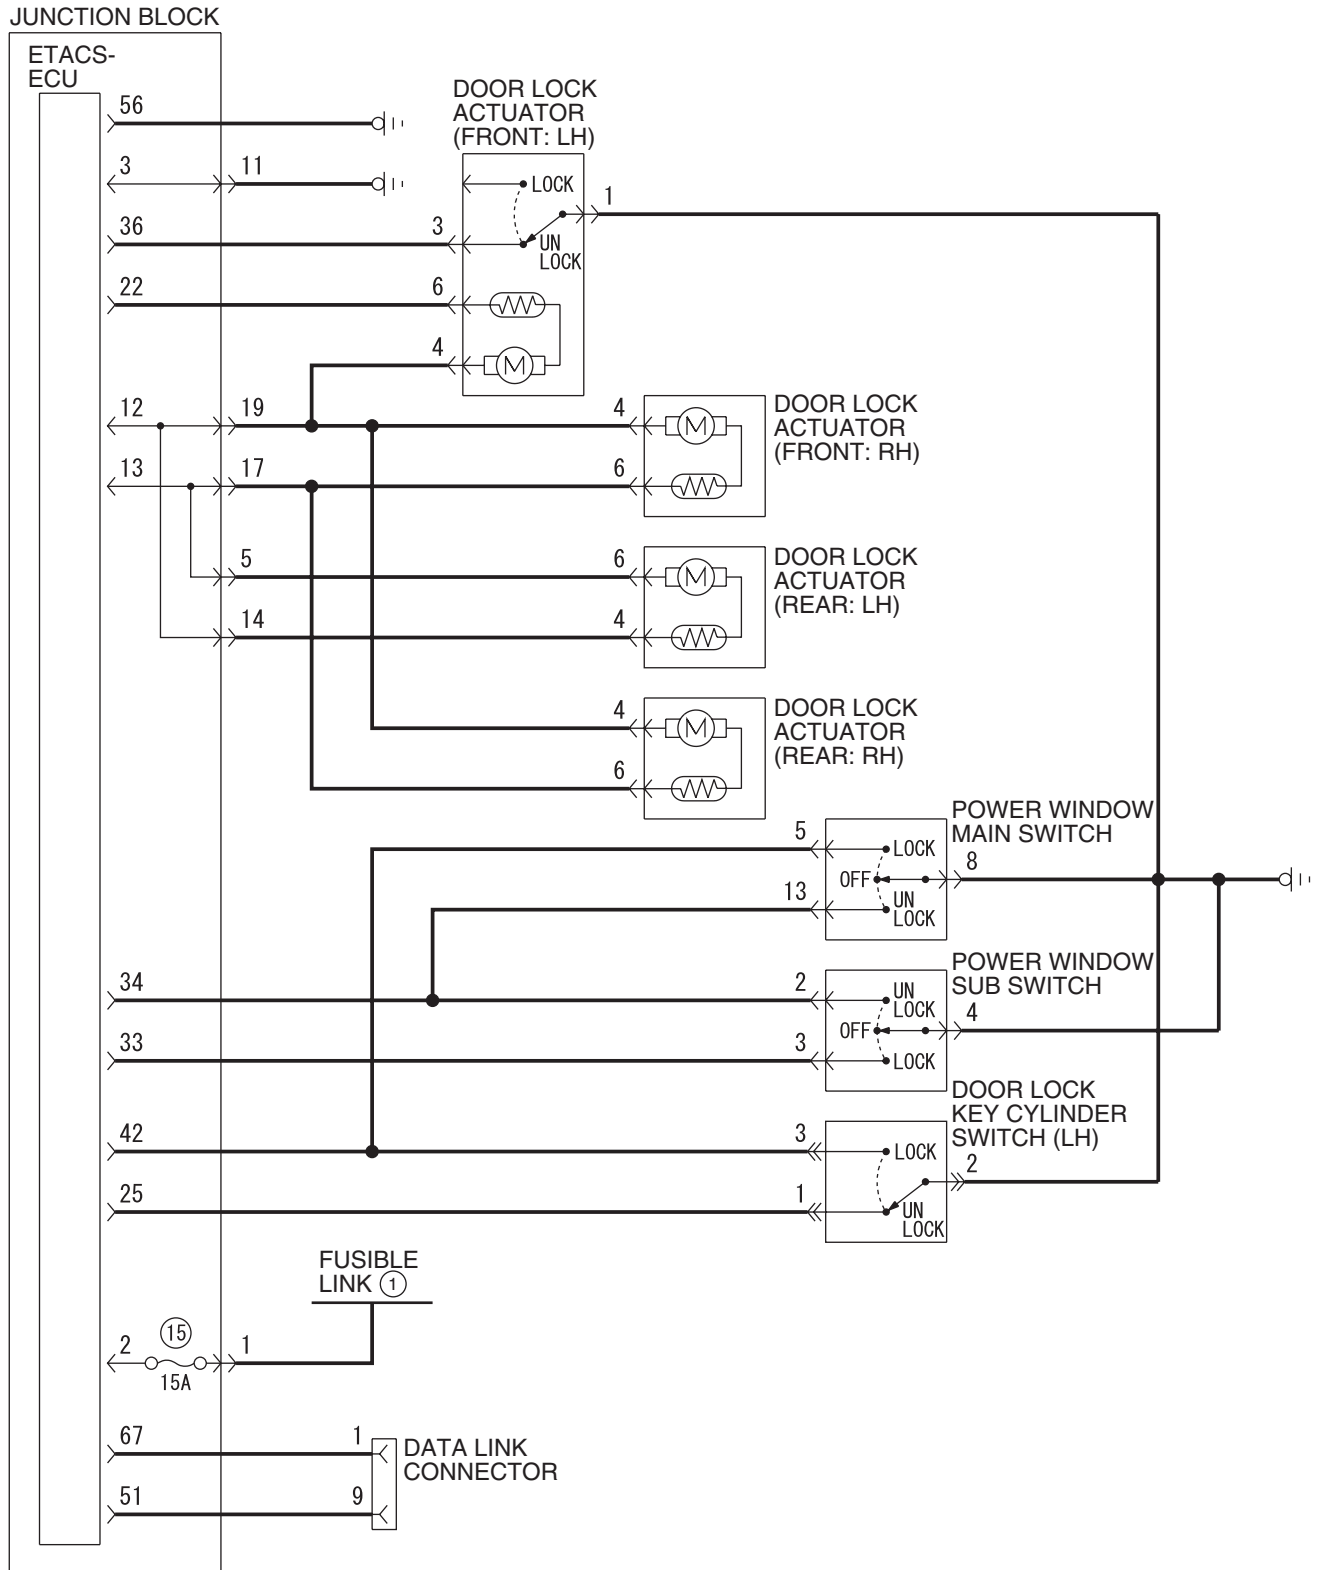 JUNCTION BLOCK
ETACS-
ECU
56
3 11
36
22
12 19
13 17
5
14
34
33
42
25
2 15 1
15A
67
51
DOOR LOCK
ACTUATOR
(FRONT: LH)
LOCK
UN
LOCK
1
3
6
4
M
4
6
M
DOOR LOCK
ACTUATOR
(FRONT: RH)
6
4
M
DOOR LOCK
ACTUATOR
(REAR: LH)
4
6
M
DOOR LOCK
ACTUATOR
(REAR: RH)
POWER WINDOW
MAIN SWITCH
5
13
LOCK
OFF
UN
LOCK
8
POWER WINDOW
SUB SWITCH
2
3
UN
LOCK
OFF
LOCK
4
DOOR LOCK
KEY CYLINDER
SWITCH (LH)
3
1
LOCK
UN
LOCK
2
FUSIBLE
LINK 1
1
9
DATA LINK
CONNECTOR